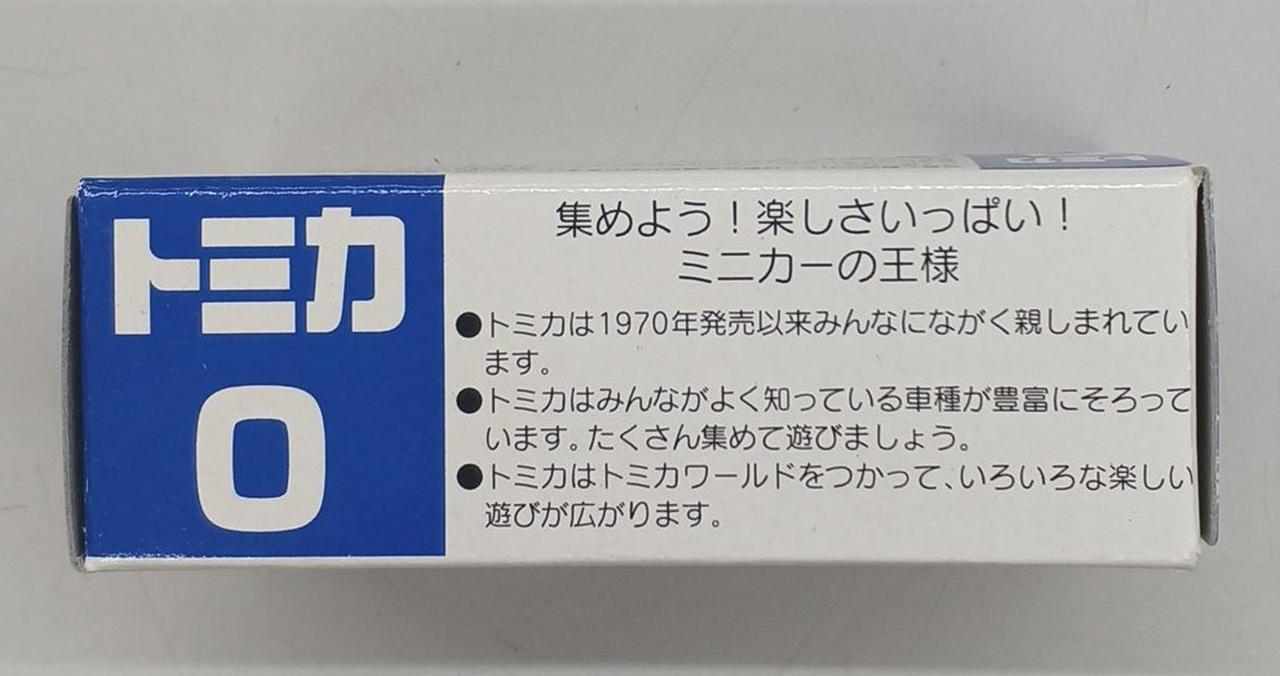 トミカ
0
集めよう！楽しさいっぱい！
ミニカーの王様
●トミカは1970年発売以来みんなにながく親しまれてい
ます。
●トミカはみんながよく知っている車種が豊富にそろって
います。たくさん集めて遊びましょう。
●トミカはトミカワールドをつかって、いろいろな楽しい
遊びが広がります。